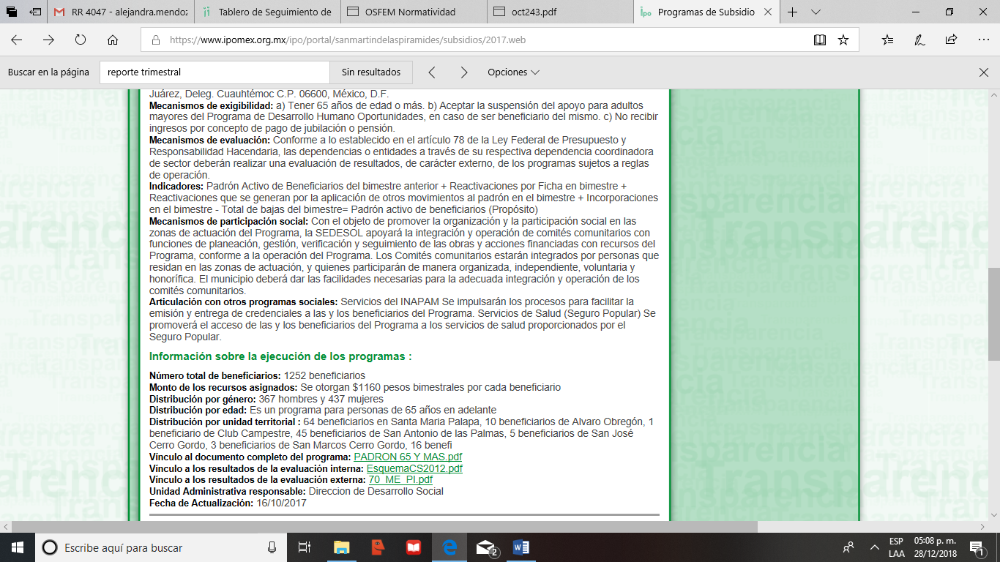 RR 4047 - alejandra.mendoz
Tablero de Seguimiento de
OSFEM Normatividad
oct243.pdf
ipo Programas de Subsidio
https://www.ipomex.org.mx/ipo/portal/sanmartindelaspiramides/subsidios/2017.web
Buscar en la página
reporte trimestral
Sin resultados
Opciones
Juárez, Deleg. Cuauhtémoc C.P. 06600, México, D.F.
Mecanismos de exigibilidad: a) Tener 65 años de edad o más. b) Aceptar la suspensión del apoyo para adultos
mayores del Programa de Desarrollo Humano Oportunidades, en caso de ser beneficiario del mismo. c) No recibir
ingresos por concepto de pago de jubilación o pensión.
Mecanismos de evaluación: Conforme a lo establecido en el artículo 78 de la Ley Federal de Presupuesto y
Responsabilidad Hacendaria, las dependencias o entidades a través de su respectiva dependencia coordinadora
de sector deberán realizar una evaluación de resultados, de carácter externo, de los programas sujetos a reglas
de operación.
Indicadores: Padrón Activo de Beneficiarios del bimestre anterior + Reactivaciones por Ficha en bimestre +
Reactivaciones que se generan por la aplicación de otros movimientos al padrón en el bimestre + Incorporaciones
en el bimestre - Total de bajas del bimestre= Padrón activo de beneficiarios (Propósito)
Mecanismos de participación social: Con el objeto de promover la organización y la participación social en las
zonas de actuación del Programa, la SEDESOL apoyará la integración y operación de comités comunitarios con
funciones de planeación, gestión, verificación y seguimiento de las obras y acciones financiadas con recursos del
Programa, conforme a la operación del Programa. Los Comités comunitarios estarán integrados por personas que
residan en las zonas de actuación, y quienes participarán de manera organizada, independiente, voluntaria y
honorífica. El municipio deberá dar las facilidades necesarias para la adecuada integración y operación de los
comités comunitarios.
Articulación con otros programas sociales: Servicios del INAPAM Se impulsarán los procesos para facilitar la
emisión y entrega de credenciales a las y los beneficiarios del Programa. Servicios de Salud (Seguro Popular) Se
promoverá el acceso de las y los beneficiarios del Programa a los servicios de salud proporcionados por el
Seguro Popular.
Información sobre la ejecución de los programas :
Número total de beneficiarios: 1252 beneficiarios
Monto de los recursos asignados: Se otorgan $1160 pesos bimestrales por cada beneficiario
Distribución por género: 367 hombres y 437 mujeres
Distribución por edad: Es un programa para personas de 65 años en adelante
Distribución por unidad territorial : 64 beneficiarios en Santa Maria Palapa, 10 beneficiarios de Alvaro Obregón, 1
beneficiario de Club Campestre, 45 beneficiarios de San Antonio de las Palmas, 5 beneficiarios de San José
Cerro Gordo, 3 beneficiarios de San Marcos Cerro Gordo, 16 benefi
Vínculo al documento completo del programa: PADRON 65 Y MAS.pdf
Vínculo a los resultados de la evaluación interna: EsquemaCS2012.pdf
Vínculo a los resultados de la evaluación externa: 70_ME_PI.pdf
Unidad Administrativa responsable: Direccion de Desarrollo Social
Fecha de Actualización: 16/10/2017
Escribe aquí para buscar
2
ESP
LAA
05:08 p. m.
28/12/2018
1